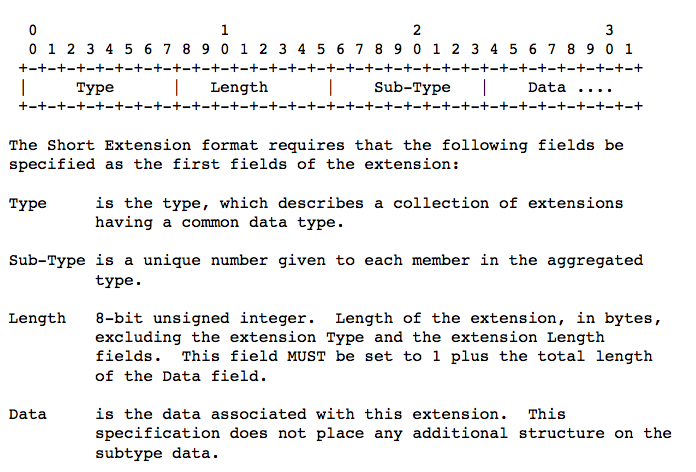 0                   1                   2                   3
 0 1 2 3 4 5 6 7 8 9 0 1 2 3 4 5 6 7 8 9 0 1 2 3 4 5 6 7 8 9 0 1
+-+-+-+-+-+-+-+-+-+-+-+-+-+-+-+-+-+-+-+-+-+-+-+-+-+-+-+-+-+-+-+-+
|     Type      |   Length      |    Sub-Type   |    Data ....
+-+-+-+-+-+-+-+-+-+-+-+-+-+-+-+-+-+-+-+-+-+-+-+-+-+-+-+-+-+-+-+-+
The Short Extension format requires that the following fields be
specified as the first fields of the extension:
Type     is the type, which describes a collection of extensions
         having a common data type.
Sub-Type is a unique number given to each member in the aggregated
         type.
Length   8-bit unsigned integer.  Length of the extension, in bytes,
         excluding the extension Type and the extension Length
         fields.  This field MUST be set to 1 plus the total length
         of the Data field.
Data     is the data associated with this extension.  This
         specification does not place any additional structure on the
         subtype data.